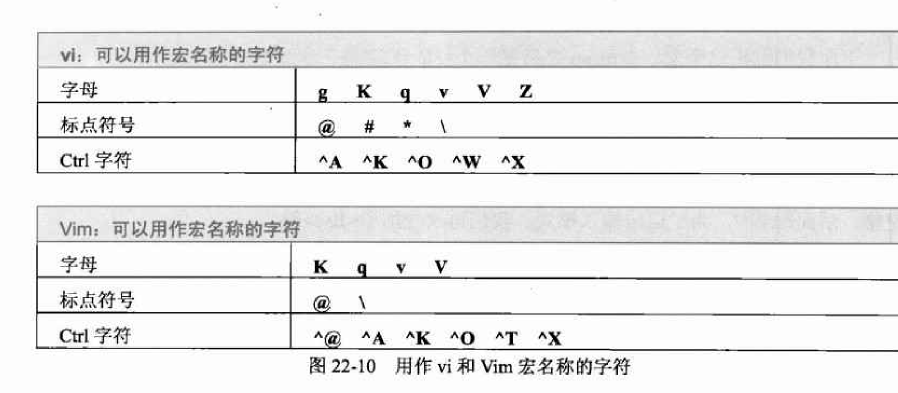 vi：可以用作宏名称的字符
字母 g K q v V Z
标点符号 @ # * \
Ctrl 字符 ^A ^K ^O ^W ^X
Vim：可以用作宏名称的字符
字母 K q v V
标点符号 @ \
Ctrl 字符 ^@ ^A ^K ^O ^T ^X
图 22-10 用作 vi 和 Vim 宏名称的字符